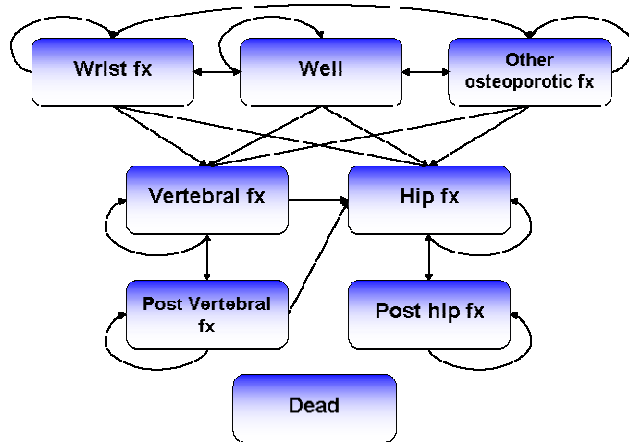 Wrist fx
Well
Other
osteoporotic fx
Vertebral fx
Hip fx
Post Vertebral
fx
Post hip fx
Dead